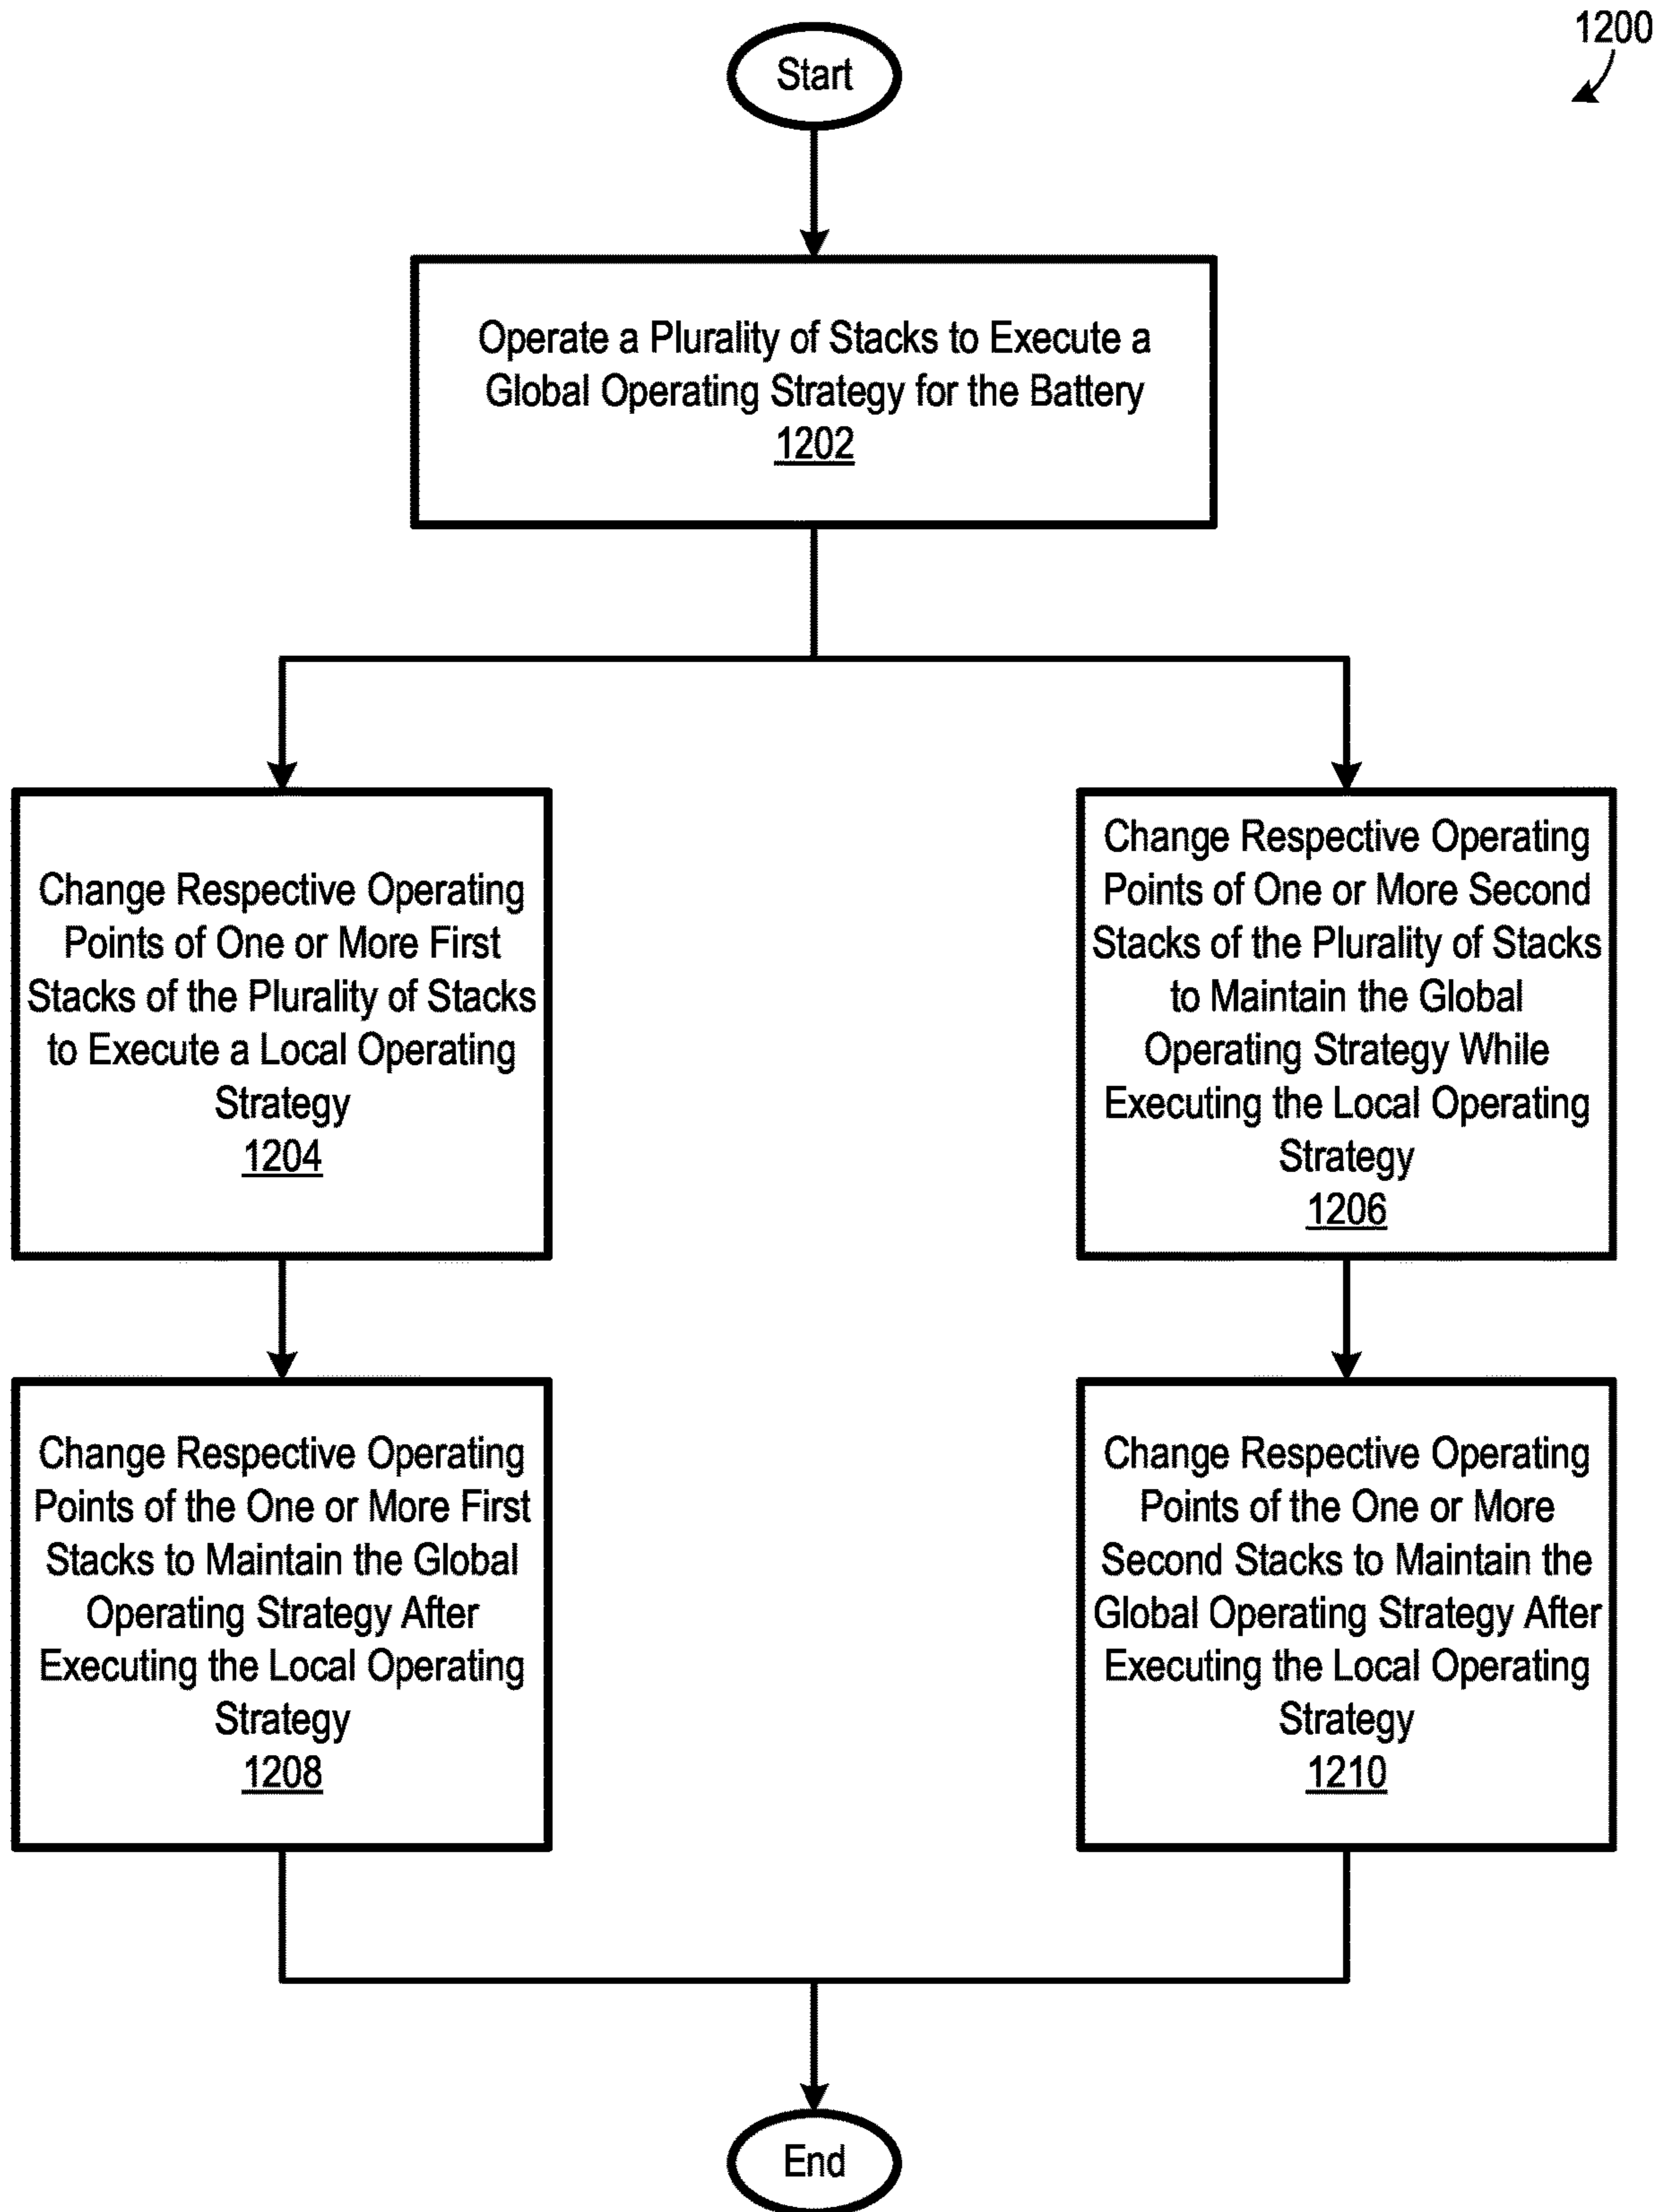 1200
Start
Operate a Plurality of Stacks to Execute a
Global Operating Strategy for the Battery
1202
Change Respective Operating
Points of One or More First
Stacks of the Plurality of Stacks
to Execute a Local Operating
Strategy
1204
Change Respective Operating
Points of One or More Second
Stacks of the Plurality of Stacks
to Maintain the Global
Operating Strategy While
Executing the Local Operating
Strategy
1206
Change Respective Operating
Points of the One or More First
Stacks to Maintain the Global
Operating Strategy After
Executing the Local Operating
Strategy
1208
Change Respective Operating
Points of the One or More
Second Stacks to Maintain the
Global Operating Strategy After
Executing the Local Operating
Strategy
1210
End